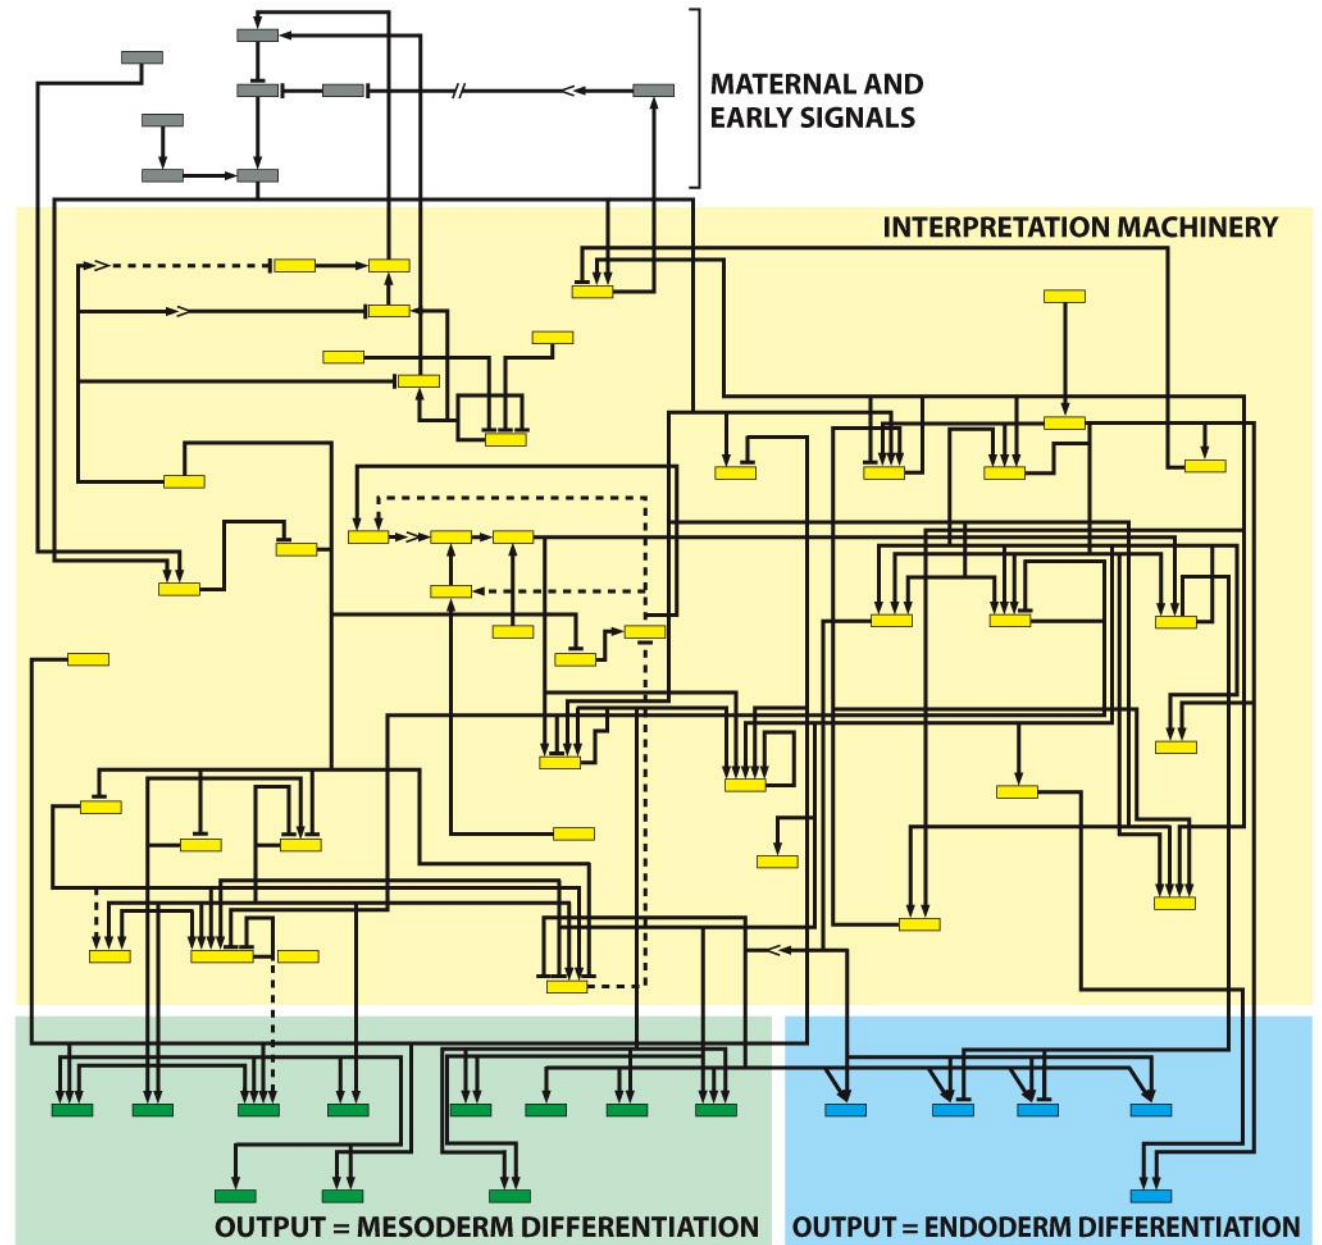 MATERNAL AND
EARLY SIGNALS
INTERPRETATION MACHINERY
OUTPUT = MESODERM DIFFERENTIATION
OUTPUT = ENDODERM DIFFERENTIATION